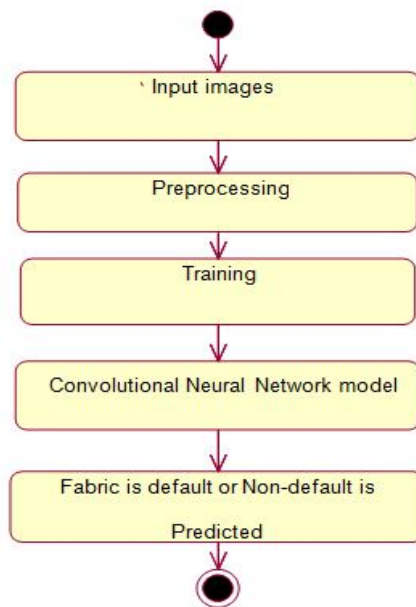 Input images
Preprocessing
Training
Convolutional Neural Network model
Fabric is default or Non-default is
Predicted